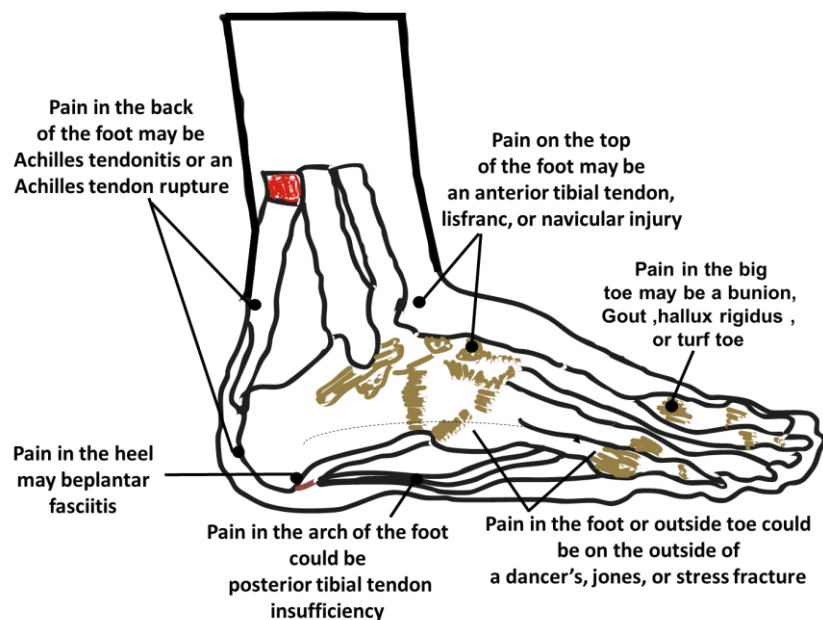 Pain in the back
of the foot may be
Achilles tendonitis or an
Achilles tendon rupture
Pain on the top
of the foot may be
an anterior tibial tendon,
lisfranc, or navicular injury
Pain in the big
toe may be a bunion,
Gout ,hallux rigidus ,
or turf toe
Pain in the heel
may beplantar
fasciitis
Pain in the arch of the foot
could be
posterior tibial tendon
insufficiency
Pain in the foot or outside toe could
be on the outside of
a dancer's, jones, or stress fracture